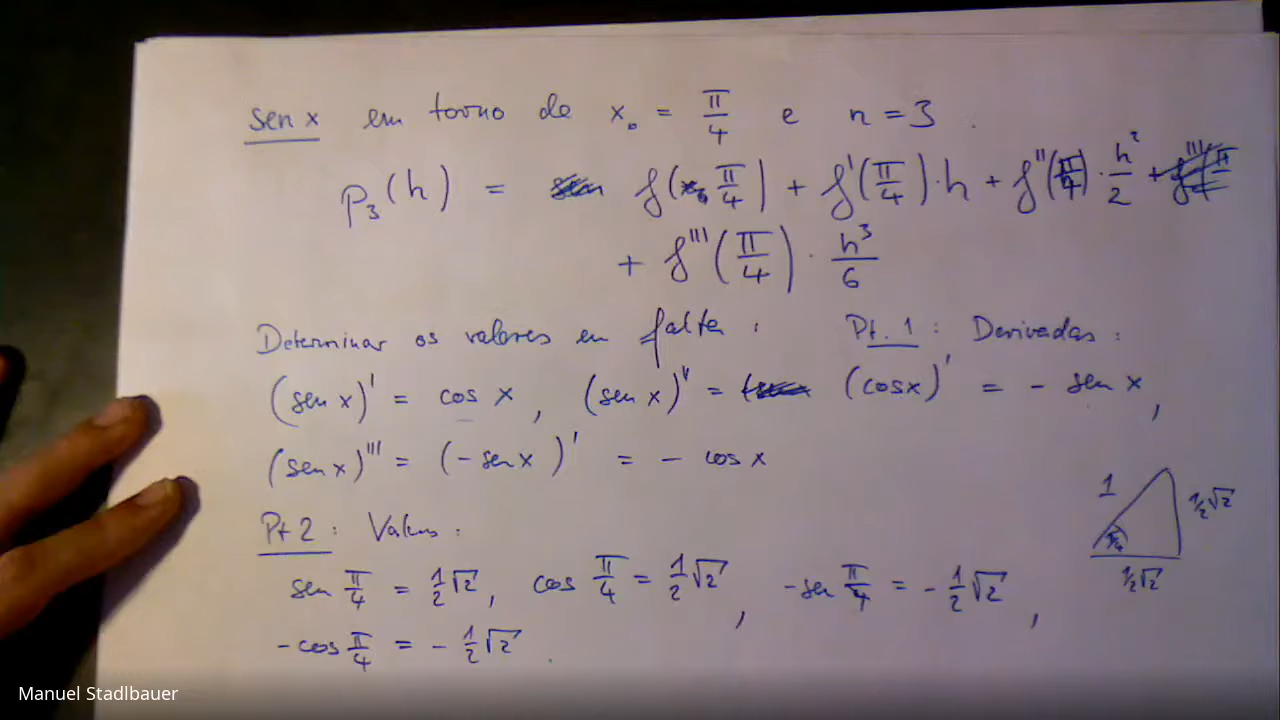 sen x em torno de x₀ = π/4 e n = 3.
P₃(h) = f(π/4) + f'(π/4)·h + f''(π/4)·h²/2
+ f'''(π/4)·h³/6
Determinar os valores em falta: Pt. 1: Derivadas:
(sen x)' = cos x, (sen x)'' = (cos x)' = - sen x,
(sen x)''' = (-sen x)' = - cos x
Pt 2: Valores:
sen π/4 = 1/2 √2, cos π/4 = 1/2 √2, -sen π/4 = - 1/2 √2,
-cos π/4 = - 1/2 √2.
1
1/2 √2
π/4
1/2 √2
Manuel Stadlbauer